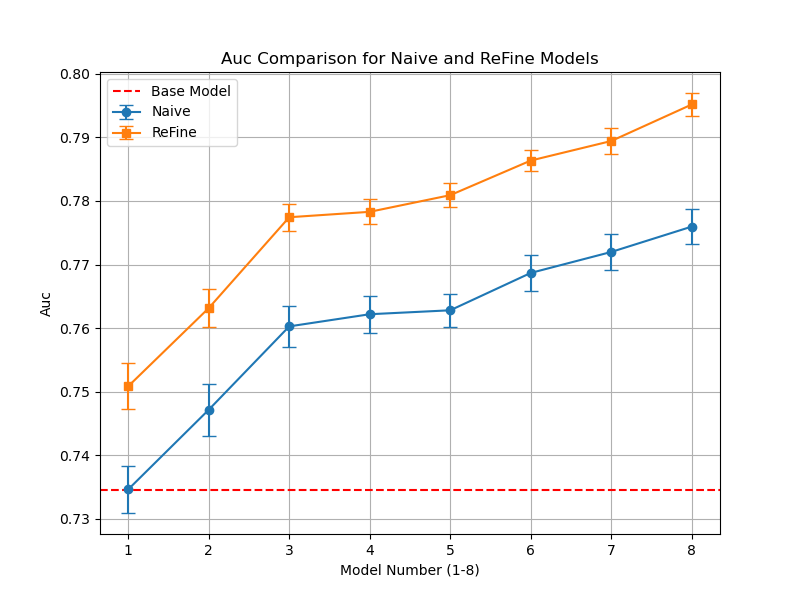 Auc Comparison for Naive and ReFine Models
Base Model
Naive
ReFine
Auc
0.80
0.79
0.78
0.77
0.76
0.75
0.74
0.73
1 2 3 4 5 6 7 8
Model Number (1-8)